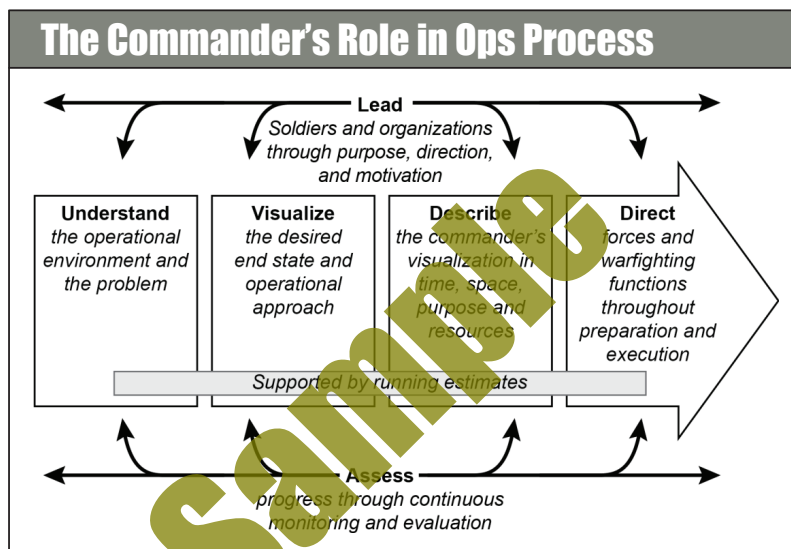 The Commander's Role in Ops Process
Lead
Soldiers and organizations
through purpose, direction,
and motivation
Understand
the operational
environment and
the problem
Visualize
the desired
end state and
operational
approach
Describe
the commander's
visualization in
time, space,
purpose and
resources
Direct
forces and
warfighting
functions
throughout
preparation and
execution
Supported by running estimates
Assess
progress through continuous
monitoring and evaluation
Sample